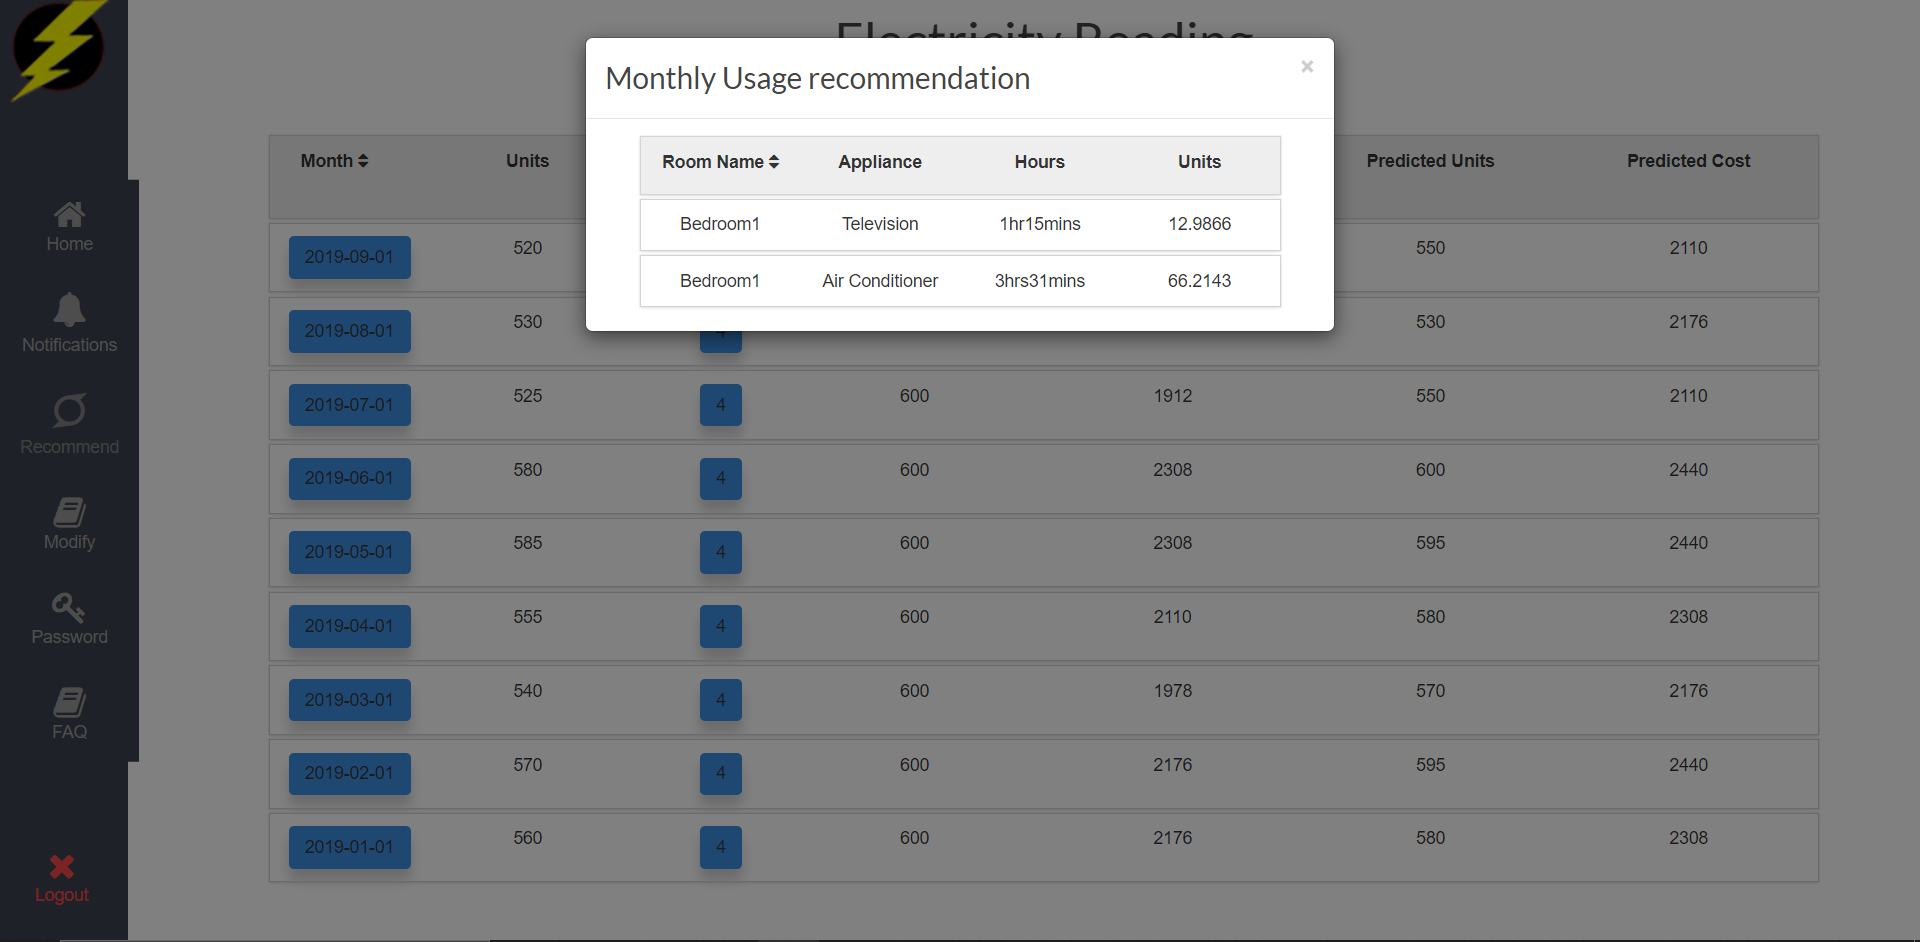 Electricity Reading
Monthly Usage recommendation ×
Room Name Appliance Hours Units
Bedroom1 Television 1hr15mins 12.9866
Bedroom1 Air Conditioner 3hrs31mins 66.2143
Home
Notifications
Recommend
Modify
Password
FAQ
Logout
Month Units Predicted Units Predicted Cost
2019-09-01 520 550 2110
2019-08-01 530 4 530 2176
2019-07-01 525 4 600 1912 550 2110
2019-06-01 580 4 600 2308 600 2440
2019-05-01 585 4 600 2308 595 2440
2019-04-01 555 4 600 2110 580 2308
2019-03-01 540 4 600 1978 570 2176
2019-02-01 570 4 600 2176 595 2440
2019-01-01 560 4 600 2176 580 2308